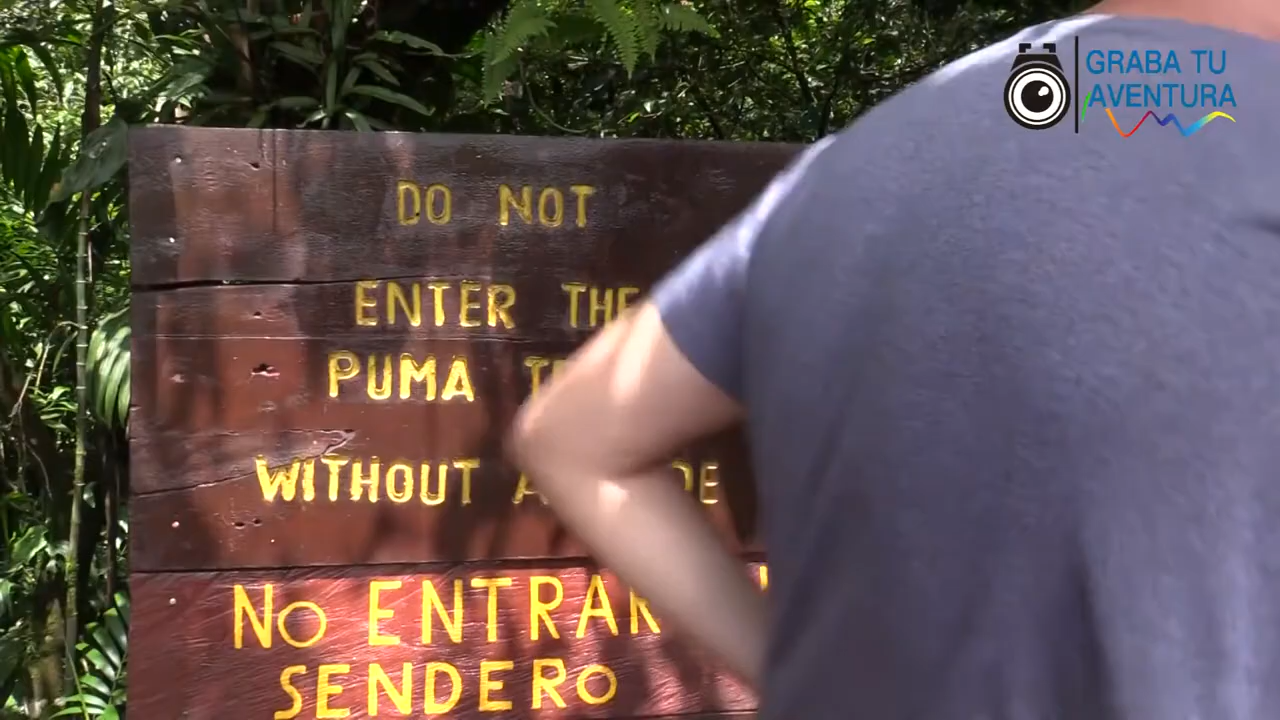 GRABA TU
AVENTURA
DO NOT
ENTER THE
PUMA
WITHOUT
NO ENTRAR
SENDERO